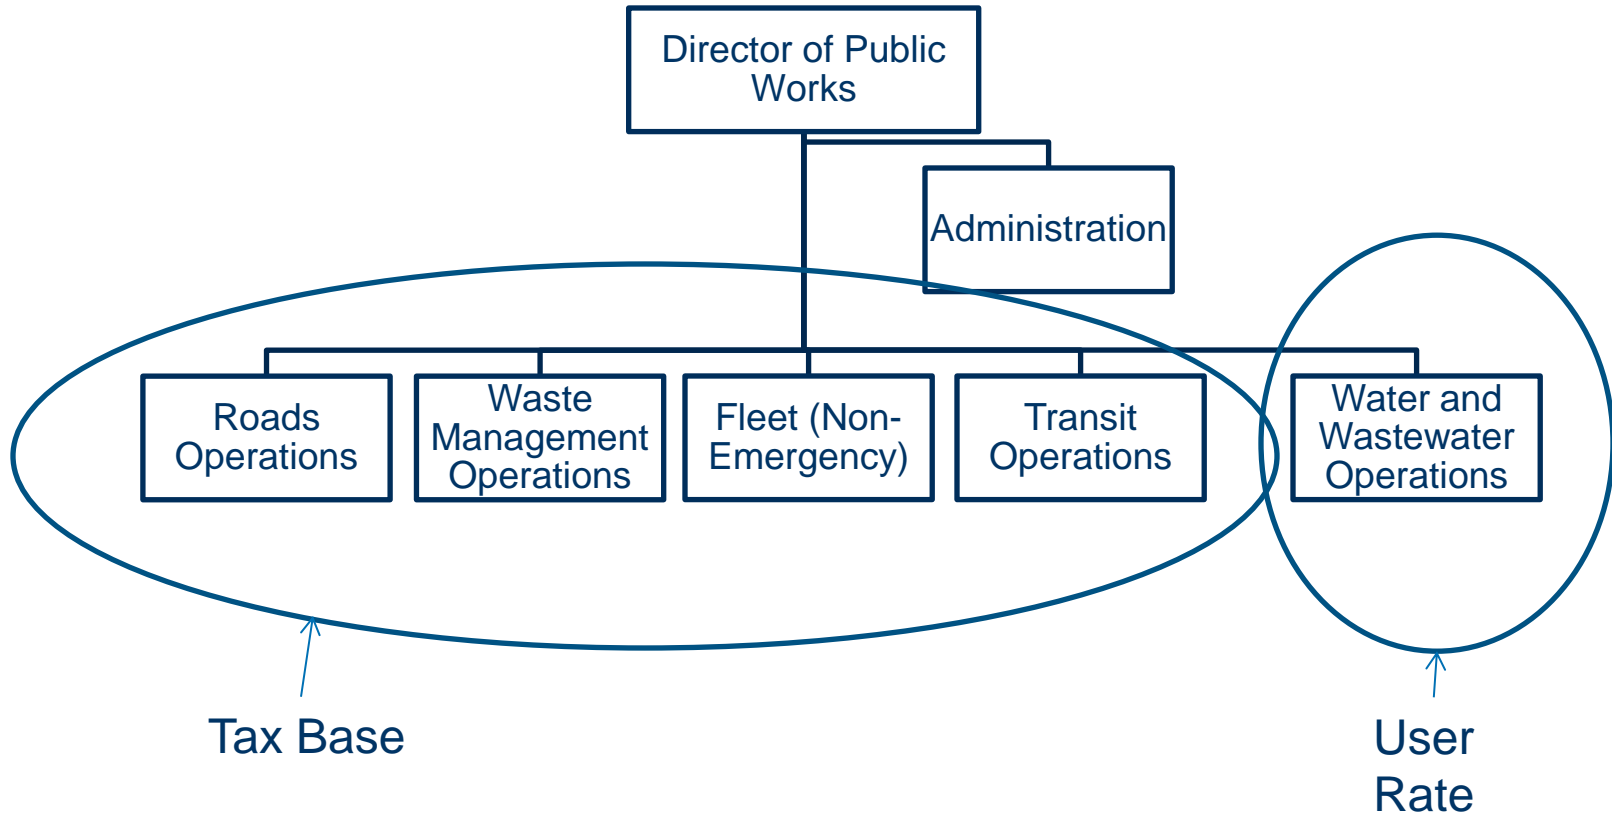 Director of Public
Works
Administration
Roads
Operations
Waste
Management
Operations
Fleet (Non-
Emergency)
Transit
Operations
Water and
Wastewater
Operations
Tax Base
User
Rate